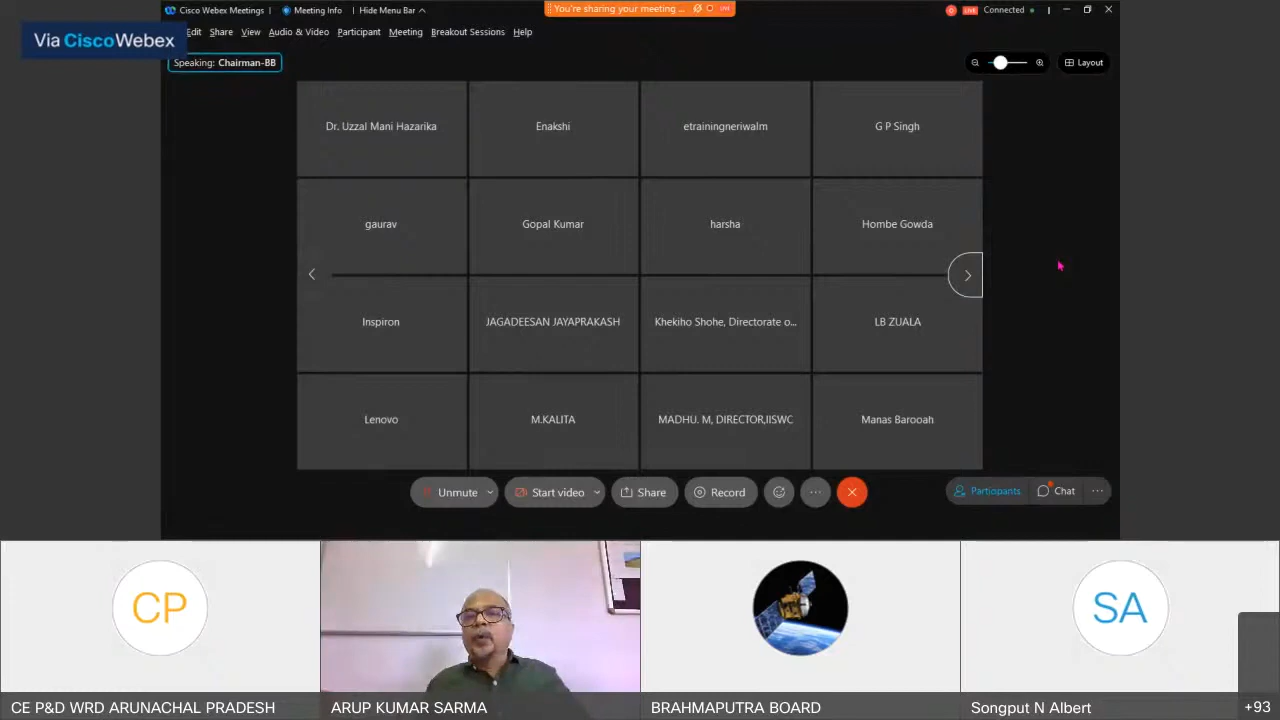 Cisco Webex Meetings
Meeting Info
Hide Menu Bar
You're sharing your meeting ...
LIVE
LIVE
Connected
Via CiscoWebex
Edit Share View Audio & Video Participant Meeting Breakout Sessions Help
Speaking: Chairman-BB
Layout
Dr. Uzzal Mani Hazarika
Enakshi
etrainingneriwalm
G P Singh
gaurav
Gopal Kumar
harsha
Hombe Gowda
Inspiron
JAGADEESAN JAYAPRAKASH
Khekiho Shohe, Directorate o...
LB ZUALA
Lenovo
M.KALITA
MADHU. M, DIRECTOR,IISWC
Manas Barooah
Unmute
Start video
Share
Record
Participants
Chat
CP
SA
CE P&D WRD ARUNACHAL PRADESH
ARUP KUMAR SARMA
BRAHMAPUTRA BOARD
Songput N Albert
+93